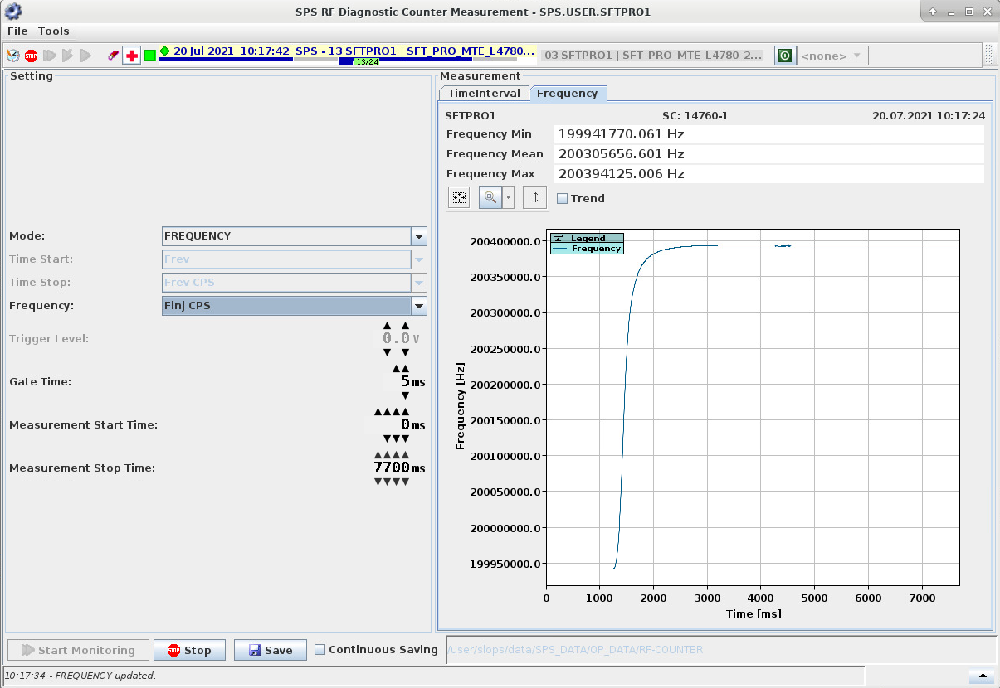 SPS RF Diagnostic Counter Measurement - SPS.USER.SFTPRO1
File Tools
STOP 20 Jul 2021 10:17:42 SPS - 13 SFTPRO1 | SFT_PRO_MTE_L4780... 03 SFTPRO1 | SFT PRO MTE L4780 2... <none>
13/24
Setting
Measurement
TimeInterval Frequency
SFTPRO1 SC: 14760-1 20.07.2021 10:17:24
Frequency Min 199941770.061 Hz
Frequency Mean 200305656.601 Hz
Frequency Max 200394125.006 Hz
Trend
Mode: FREQUENCY
Time Start: Frev
Time Stop: Frev CPS
Frequency: Finj CPS
Trigger Level: 0.0 V
Gate Time: 5 ms
Measurement Start Time: 0 ms
Measurement Stop Time: 7700 ms
Legend
Frequency
200400000.0
200350000.0
200300000.0
200250000.0
200200000.0
200150000.0
200100000.0
200050000.0
200000000.0
199950000.0
Frequency [Hz]
0 1000 2000 3000 4000 5000 6000 7000
Time [ms]
Start Monitoring STOP Stop Save Continuous Saving /user/slops/data/SPS_DATA/OP_DATA/RF-COUNTER
10:17:34 - FREQUENCY updated.